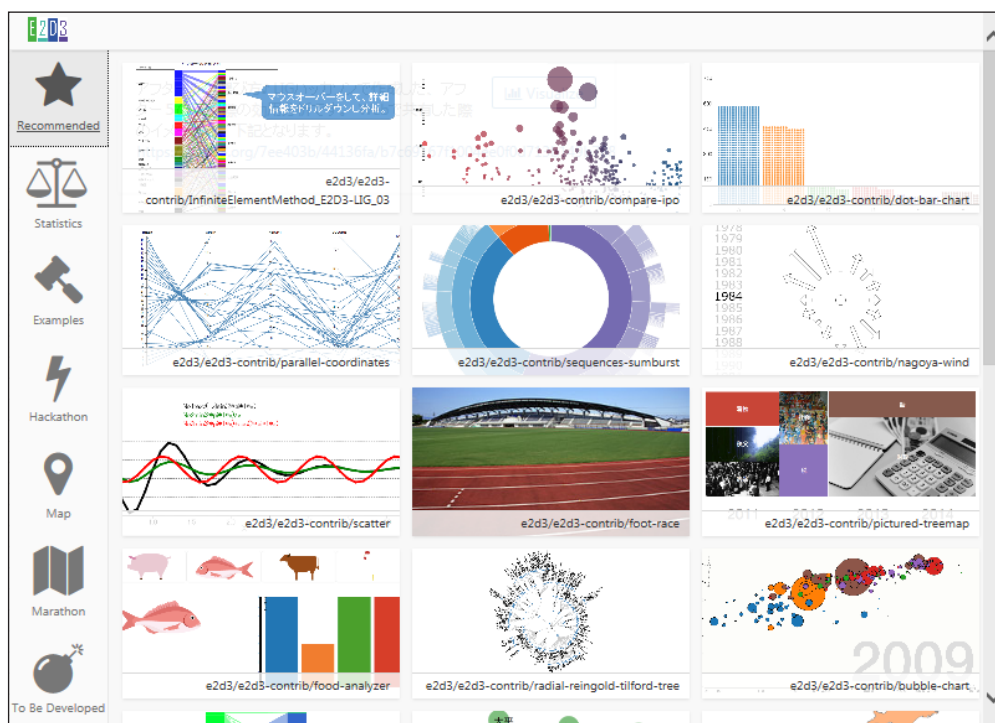 E2D3
Recommended
Statistics
Examples
Hackathon
Map
Marathon
To Be Developed
マウスオーバーをして、詳細
情報をドリルダウンし分析。
e2d3/e2d3-
contrib/InfiniteElementMethod_E2D3-LIG_03
e2d3/e2d3-contrib/compare-ipo
e2d3/e2d3-contrib/dot-bar-chart
e2d3/e2d3-contrib/parallel-coordinates
e2d3/e2d3-contrib/sequences-sumburst
1978
1979
1980
1981
1982
1983
1984
1985
1986
1987
1988
e2d3/e2d3-contrib/nagoya-wind
e2d3/e2d3-contrib/scatter
e2d3/e2d3-contrib/foot-race
2011 2012 2013 2014
e2d3/e2d3-contrib/pictured-treemap
e2d3/e2d3-contrib/food-analyzer
e2d3/e2d3-contrib/radial-reingold-tilford-tree
2009
e2d3/e2d3-contrib/bubble-chart